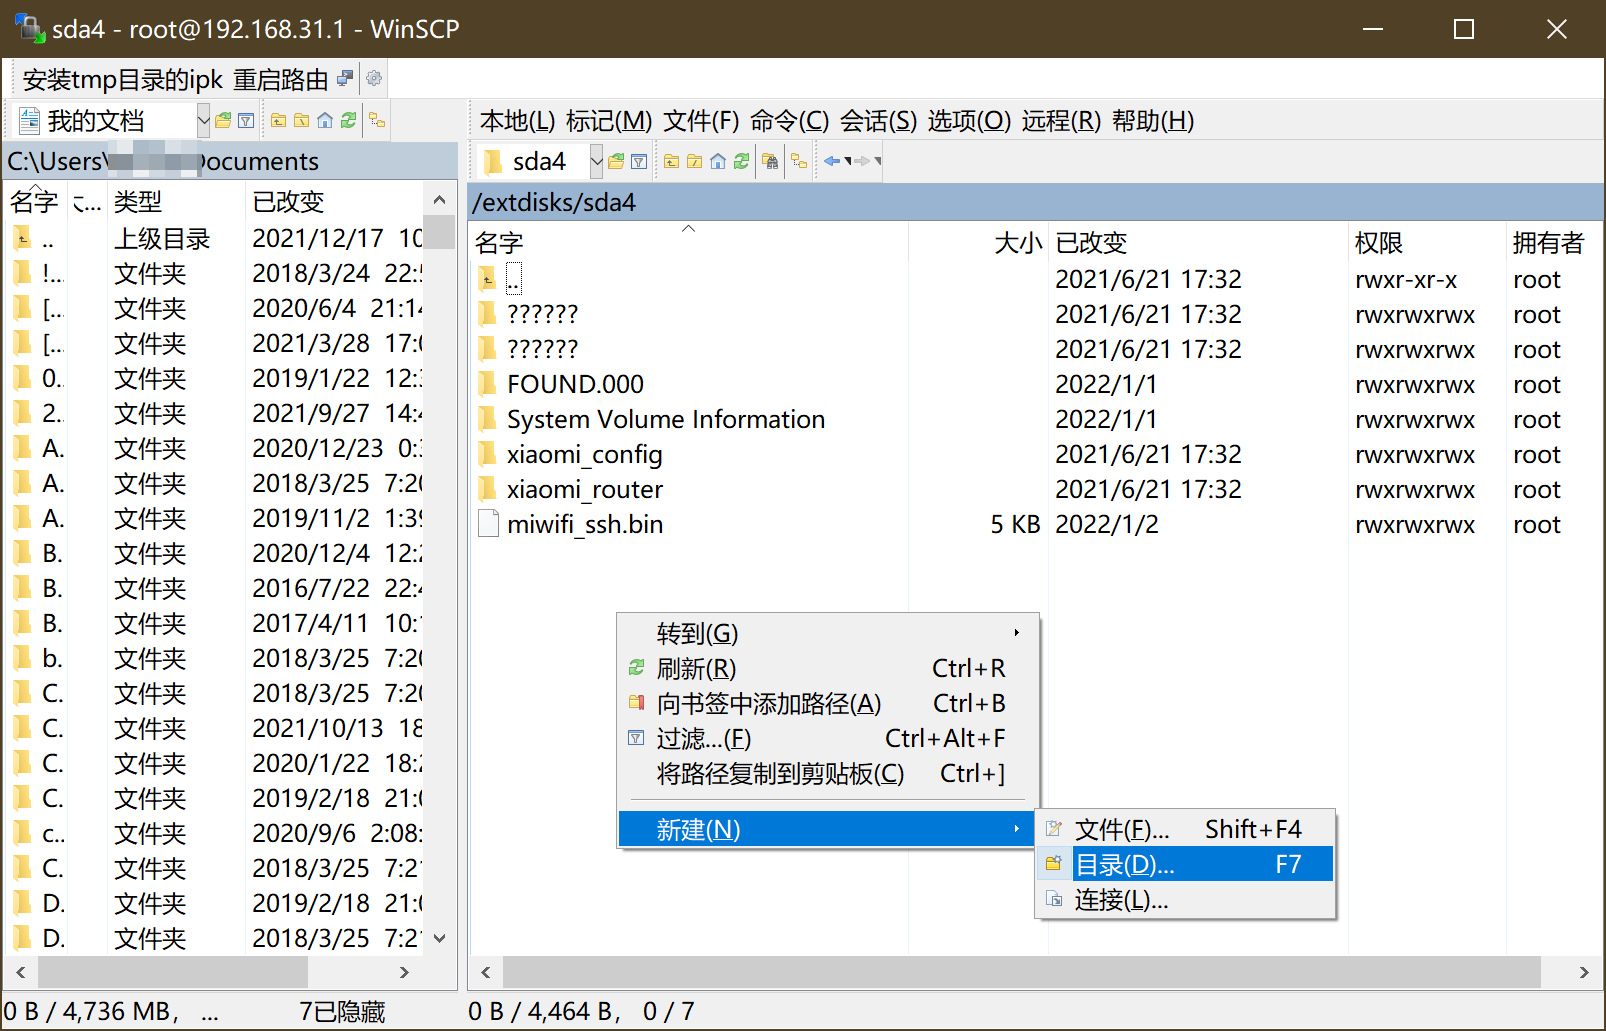 sda4 - root@192.168.31.1 - WinSCP
安装tmp目录的ipk 重启路由
我的文档
本地(L) 标记(M) 文件(F) 命令(C) 会话(S) 选项(O) 远程(R) 帮助(H)
sda4
C:\Users\ Documents
/extdisks/sda4
名字 ... 类型 已改变
.. 上级目录 2021/12/17 10
!... 文件夹 2018/3/24 22:5
[... 文件夹 2020/6/4 21:14
[... 文件夹 2021/3/28 17:0
0.. 文件夹 2019/1/22 12:3
2.. 文件夹 2021/9/27 14:4
A. 文件夹 2020/12/23 0:3
A. 文件夹 2018/3/25 7:20
A. 文件夹 2019/11/2 1:39
B. 文件夹 2020/12/4 12:2
B. 文件夹 2016/7/22 22:4
B. 文件夹 2017/4/11 10:1
b. 文件夹 2018/3/25 7:20
C. 文件夹 2018/3/25 7:20
C. 文件夹 2021/10/13 18
C. 文件夹 2020/1/22 18:2
C. 文件夹 2019/2/18 21:0
c.. 文件夹 2020/9/6 2:08:
C. 文件夹 2018/3/25 7:21
D. 文件夹 2019/2/18 21:0
D. 文件夹 2018/3/25 7:21
0 B / 4,736 MB, ... 7已隐藏
名字 大小 已改变 权限 拥有者
.. 2021/6/21 17:32 rwxr-xr-x root
?????? 2021/6/21 17:32 rwxrwxrwx root
?????? 2021/6/21 17:32 rwxrwxrwx root
FOUND.000 2022/1/1 rwxrwxrwx root
System Volume Information 2022/1/1 rwxrwxrwx root
xiaomi_config 2021/6/21 17:32 rwxrwxrwx root
xiaomi_router 2021/6/21 17:32 rwxrwxrwx root
miwifi_ssh.bin 5 KB 2022/1/2 rwxrwxrwx root
转到(G)
刷新(R) Ctrl+R
向书签中添加路径(A) Ctrl+B
过滤...(F) Ctrl+Alt+F
将路径复制到剪贴板(C) Ctrl+]
新建(N)
文件(F)... Shift+F4
目录(D)... F7
连接(L)...
0 B / 4,464 B, 0 / 7